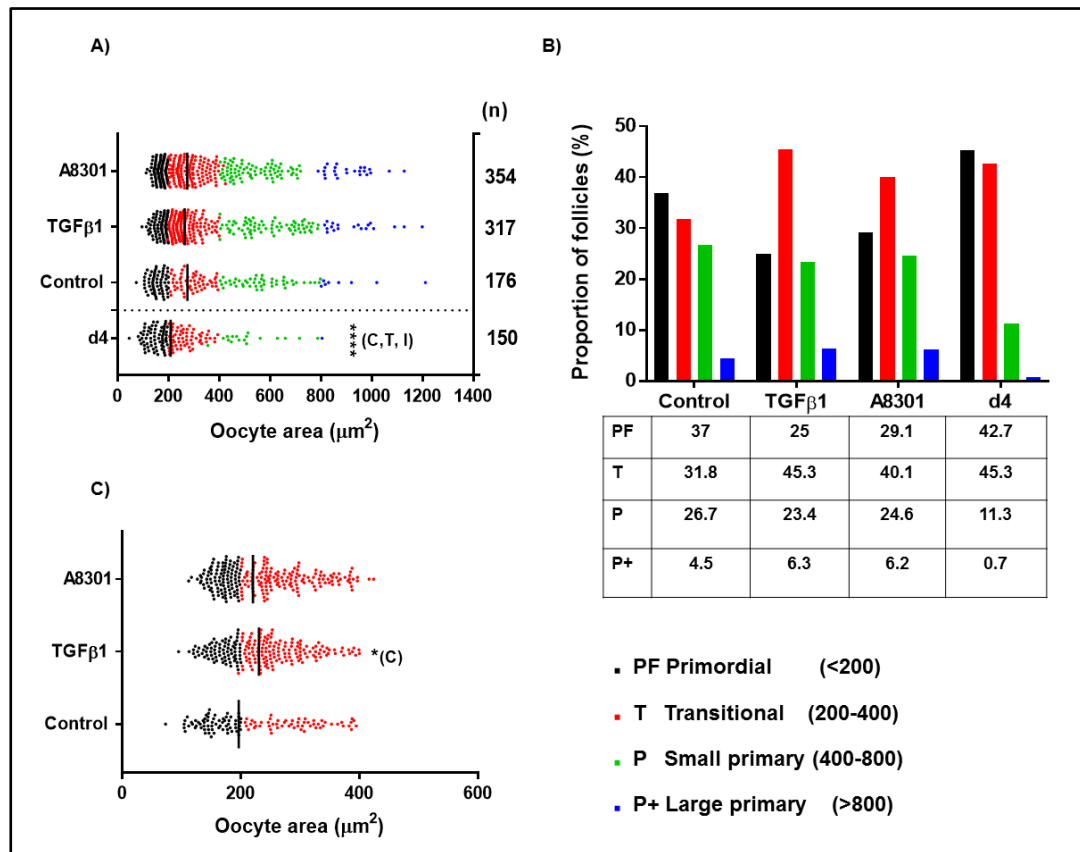 A)
(n)
A8301
354
TGFβ1
317
Control
176
d4
**** (C,T, I)
150
0 200 400 600 800 1000 1200 1400
Oocyte area (μm2)
B)
Proportion of follicles (%)
50
40
30
20
10
0
Control TGFβ1 A8301 d4
PF 37 25 29.1 42.7
T 31.8 45.3 40.1 45.3
P 26.7 23.4 24.6 11.3
P+ 4.5 6.3 6.2 0.7
C)
A8301
TGFβ1
*(C)
Control
0 200 400 600
Oocyte area (μm2)
PF Primordial (<200)
T Transitional (200-400)
P Small primary (400-800)
P+ Large primary (>800)